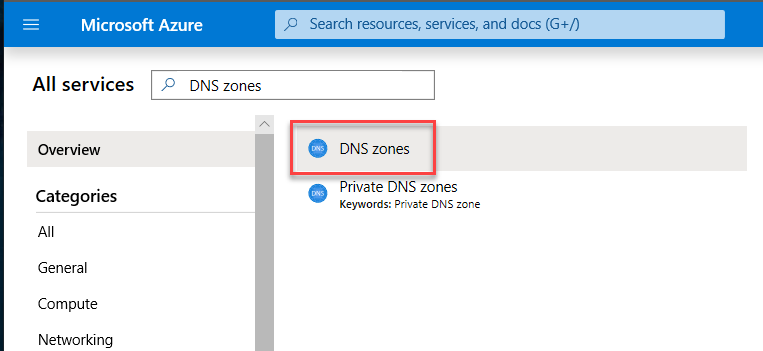 Microsoft Azure
Search resources, services, and docs (G+/)
All services
DNS zones
Overview
Categories
All
General
Compute
Networking
DNS DNS zones
DNS Private DNS zones
Keywords: Private DNS zone